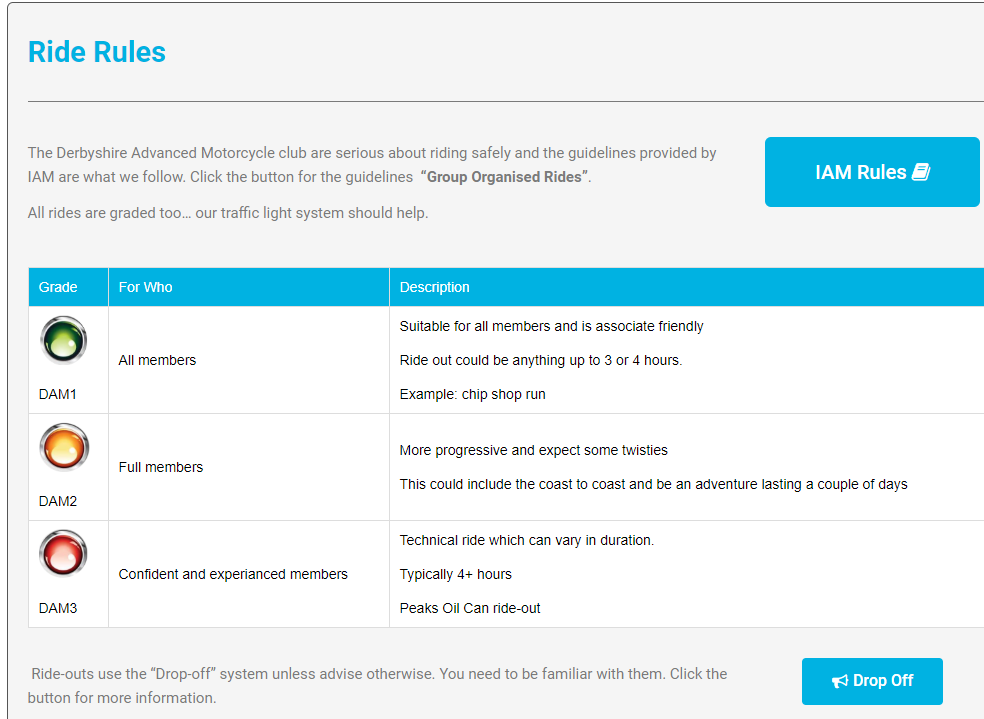 Ride Rules
The Derbyshire Advanced Motorcycle club are serious about riding safely and the guidelines provided by
IAM are what we follow. Click the button for the guidelines “Group Organised Rides”.
IAM Rules
All rides are graded too… our traffic light system should help.
Grade For Who Description
DAM1
All members
Suitable for all members and is associate friendly
Ride out could be anything up to 3 or 4 hours.
Example: chip shop run
DAM2
Full members
More progressive and expect some twisties
This could include the coast to coast and be an adventure lasting a couple of days
DAM3
Confident and experianced members
Technical ride which can vary in duration.
Typically 4+ hours
Peaks Oil Can ride-out
Ride-outs use the “Drop-off” system unless advise otherwise. You need to be familiar with them. Click the
button for more information.
Drop Off